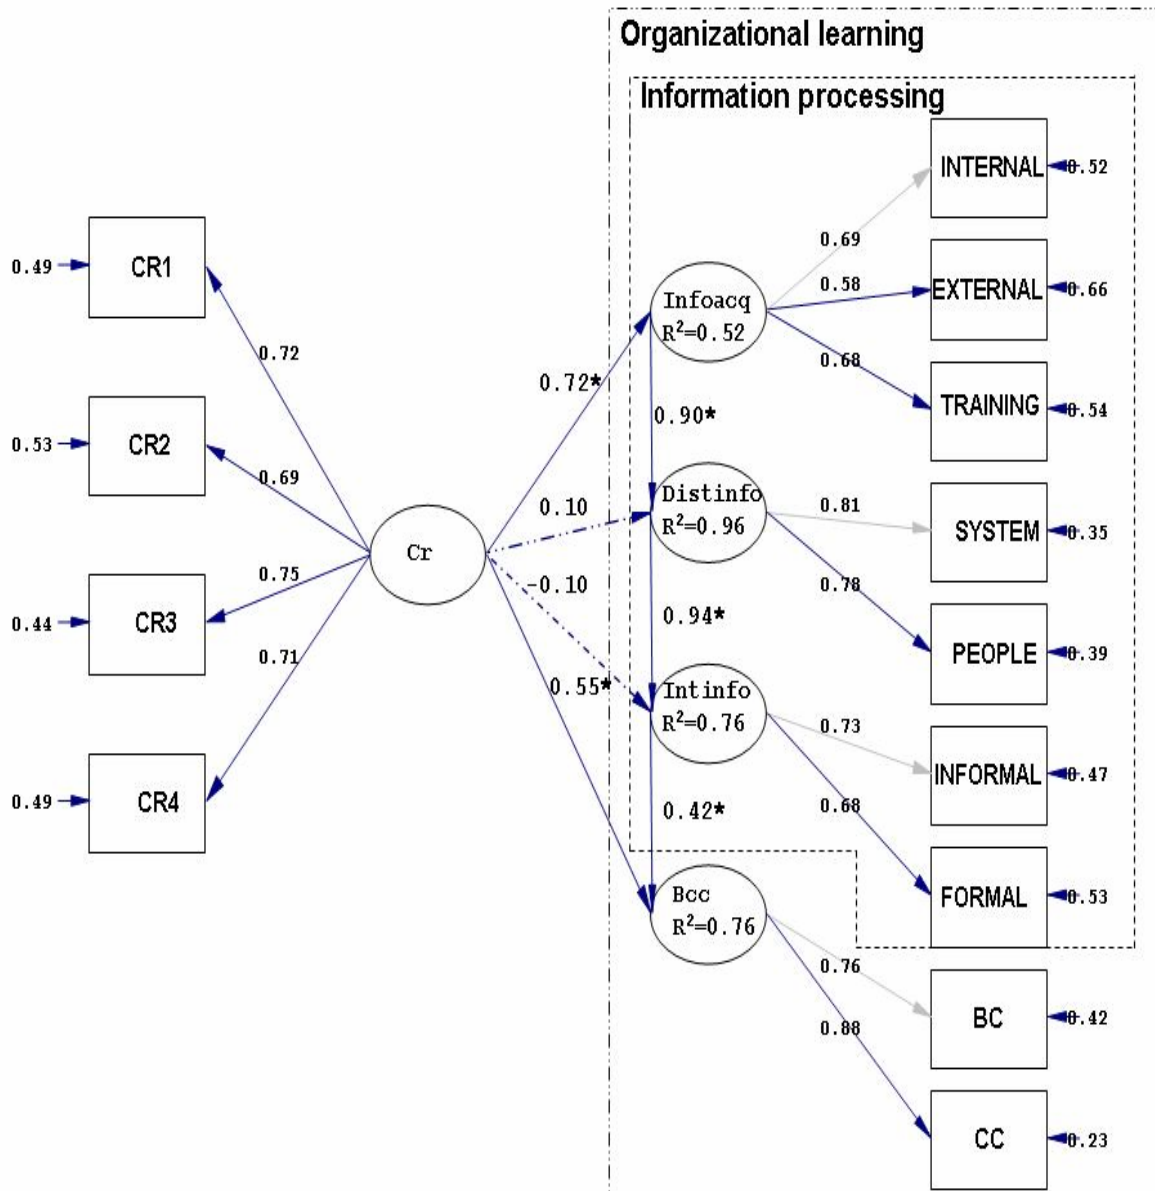 Organizational learning
Information processing
INTERNAL
0.52
0.69
EXTERNAL
0.66
0.58
Infoacq
R²=0.52
0.68
TRAINING
0.54
0.49
CR1
0.72
0.72*
0.90*
0.53
CR2
0.69
Distinfo
R²=0.96
0.81
SYSTEM
0.35
0.10
Cr
0.78
-0.10
0.75
0.44
CR3
0.94*
PEOPLE
0.39
0.71
0.55*
Intinfo
R²=0.76
0.73
INFORMAL
0.47
0.49
CR4
0.42*
0.68
FORMAL
0.53
Bcc
R²=0.76
0.76
BC
0.42
0.88
CC
0.23